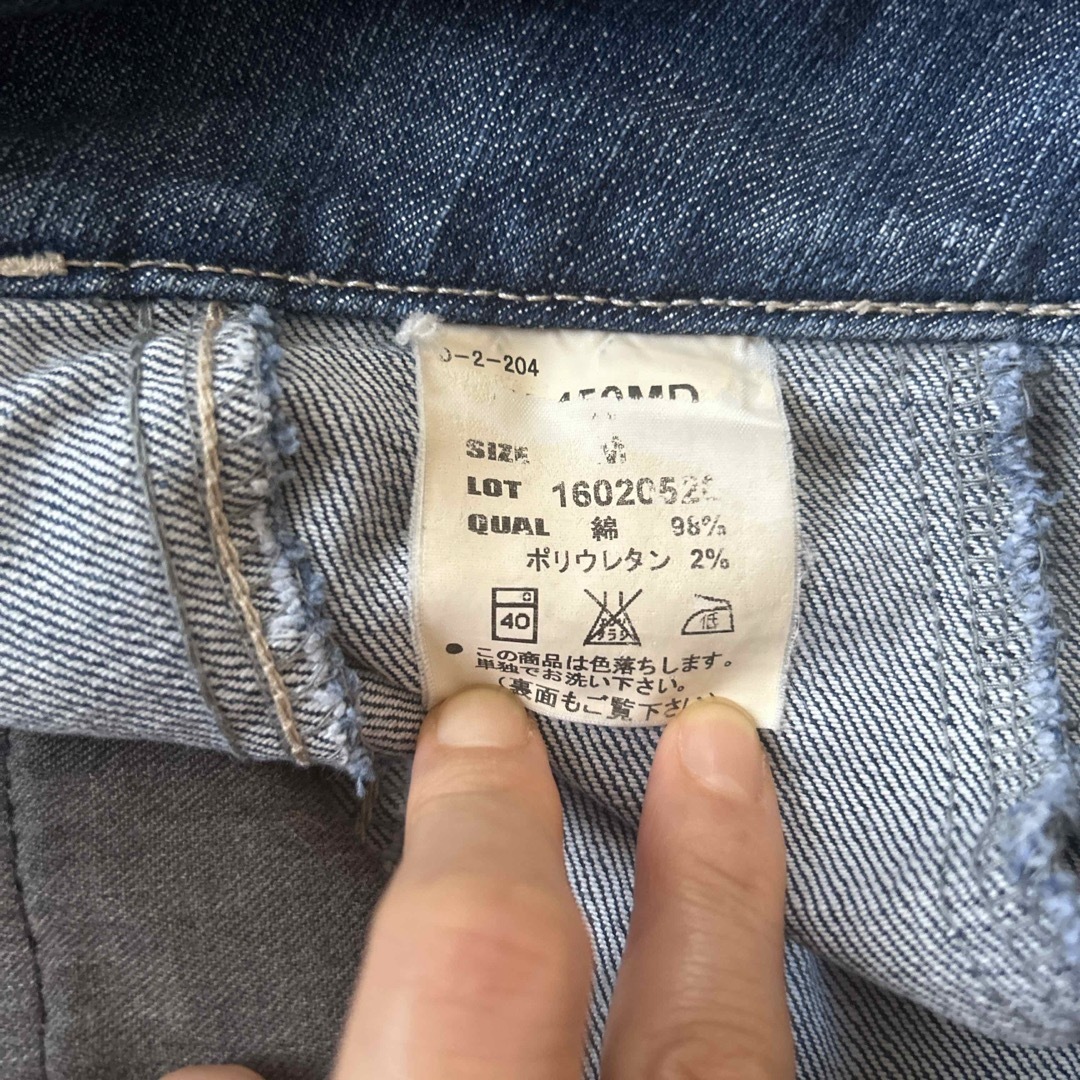 -2-204
SIZE
LOT 1602052
QUAL 綿 98%
ポリウレタン 2%
40 低
● この商品は色落ちします。
単独でお洗い下さい。
(裏面もご覧下さい)